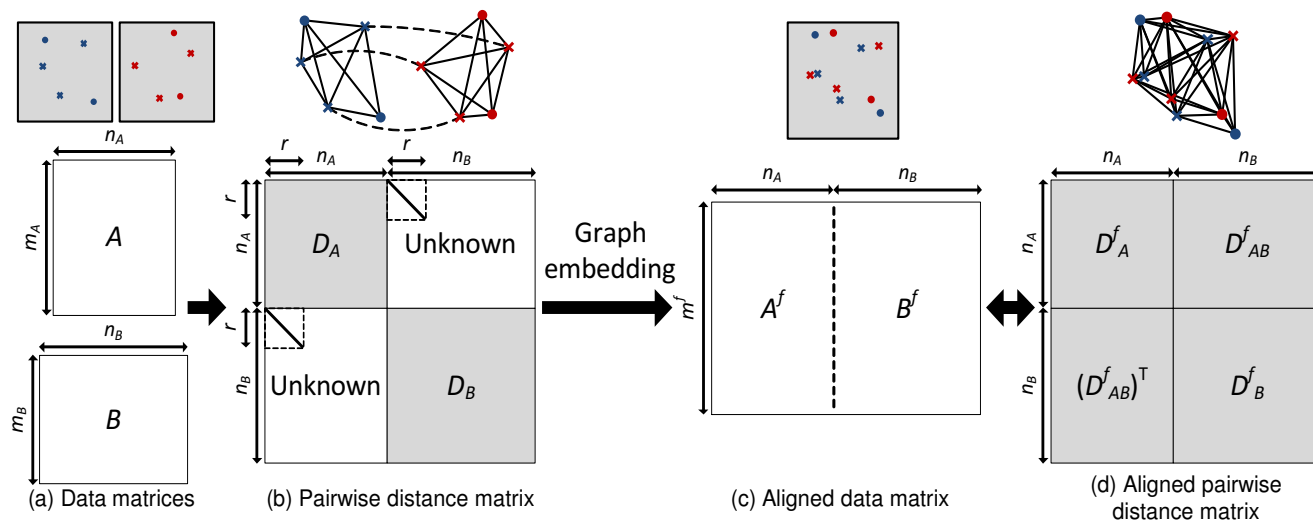 n_A
m_A
A
n_B
m_B
B
(a) Data matrices
r
n_A
r
n_B
r
n_A
D_A
Unknown
r
n_B
Unknown
D_B
(b) Pairwise distance matrix
Graph
embedding
n_A
n_B
m^f
A^f
B^f
(c) Aligned data matrix
n_A
n_B
n_A
D^f_A
D^f_AB
n_B
(D^f_AB)^T
D^f_B
(d) Aligned pairwise
distance matrix